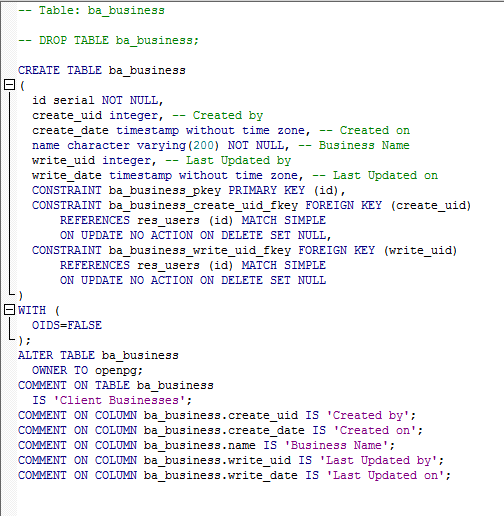 -- Table: ba_business
-- DROP TABLE ba_business;
CREATE TABLE ba_business
(
id serial NOT NULL,
create_uid integer, -- Created by
create_date timestamp without time zone, -- Created on
name character varying(200) NOT NULL, -- Business Name
write_uid integer, -- Last Updated by
write_date timestamp without time zone, -- Last Updated on
CONSTRAINT ba_business_pkey PRIMARY KEY (id),
CONSTRAINT ba_business_create_uid_fkey FOREIGN KEY (create_uid)
REFERENCES res_users (id) MATCH SIMPLE
ON UPDATE NO ACTION ON DELETE SET NULL,
CONSTRAINT ba_business_write_uid_fkey FOREIGN KEY (write_uid)
REFERENCES res_users (id) MATCH SIMPLE
ON UPDATE NO ACTION ON DELETE SET NULL
)
WITH (
OIDS=FALSE
);
ALTER TABLE ba_business
OWNER TO openpg;
COMMENT ON TABLE ba_business
IS 'Client Businesses';
COMMENT ON COLUMN ba_business.create_uid IS 'Created by';
COMMENT ON COLUMN ba_business.create_date IS 'Created on';
COMMENT ON COLUMN ba_business.name IS 'Business Name';
COMMENT ON COLUMN ba_business.write_uid IS 'Last Updated by';
COMMENT ON COLUMN ba_business.write_date IS 'Last Updated on';